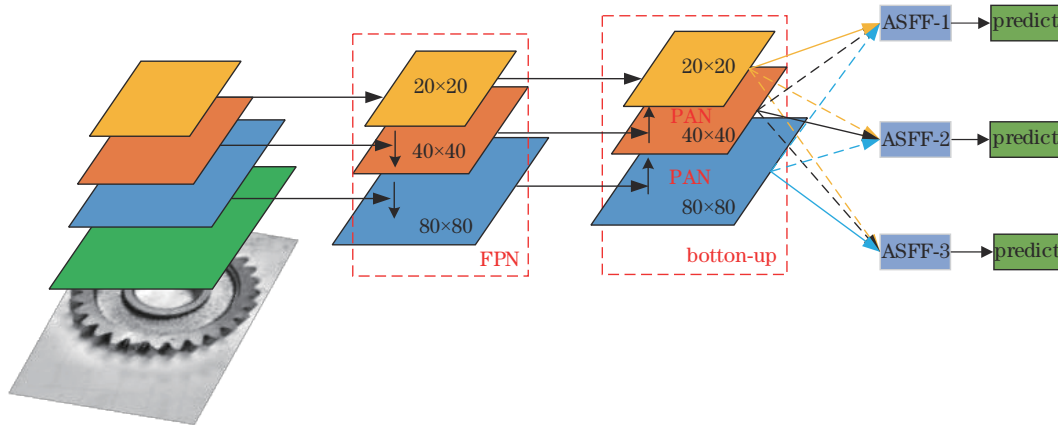 ASFF-1
predict
20×20
40×40
80×80
FPN
20×20
PAN
40×40
PAN
80×80
botton-up
ASFF-2
predict
ASFF-3
predict